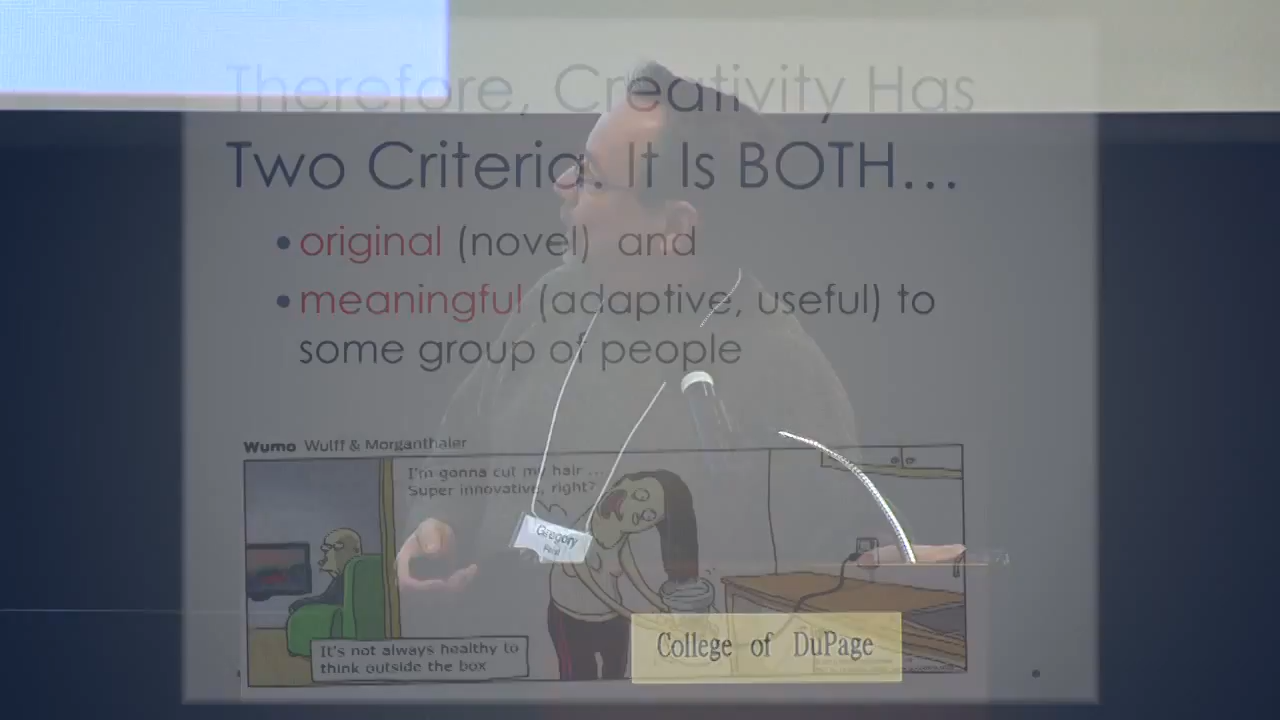 Therefore, Creativity Has
Two Criteria. It Is BOTH...
• original (novel) and
• meaningful (adaptive, useful) to
some group of people
Wumo Wulff & Morganthaler
I'm gonna cut my hair ...
Super innovative, right?
Gregory
It's not always healthy to
think outside the box
College of DuPage